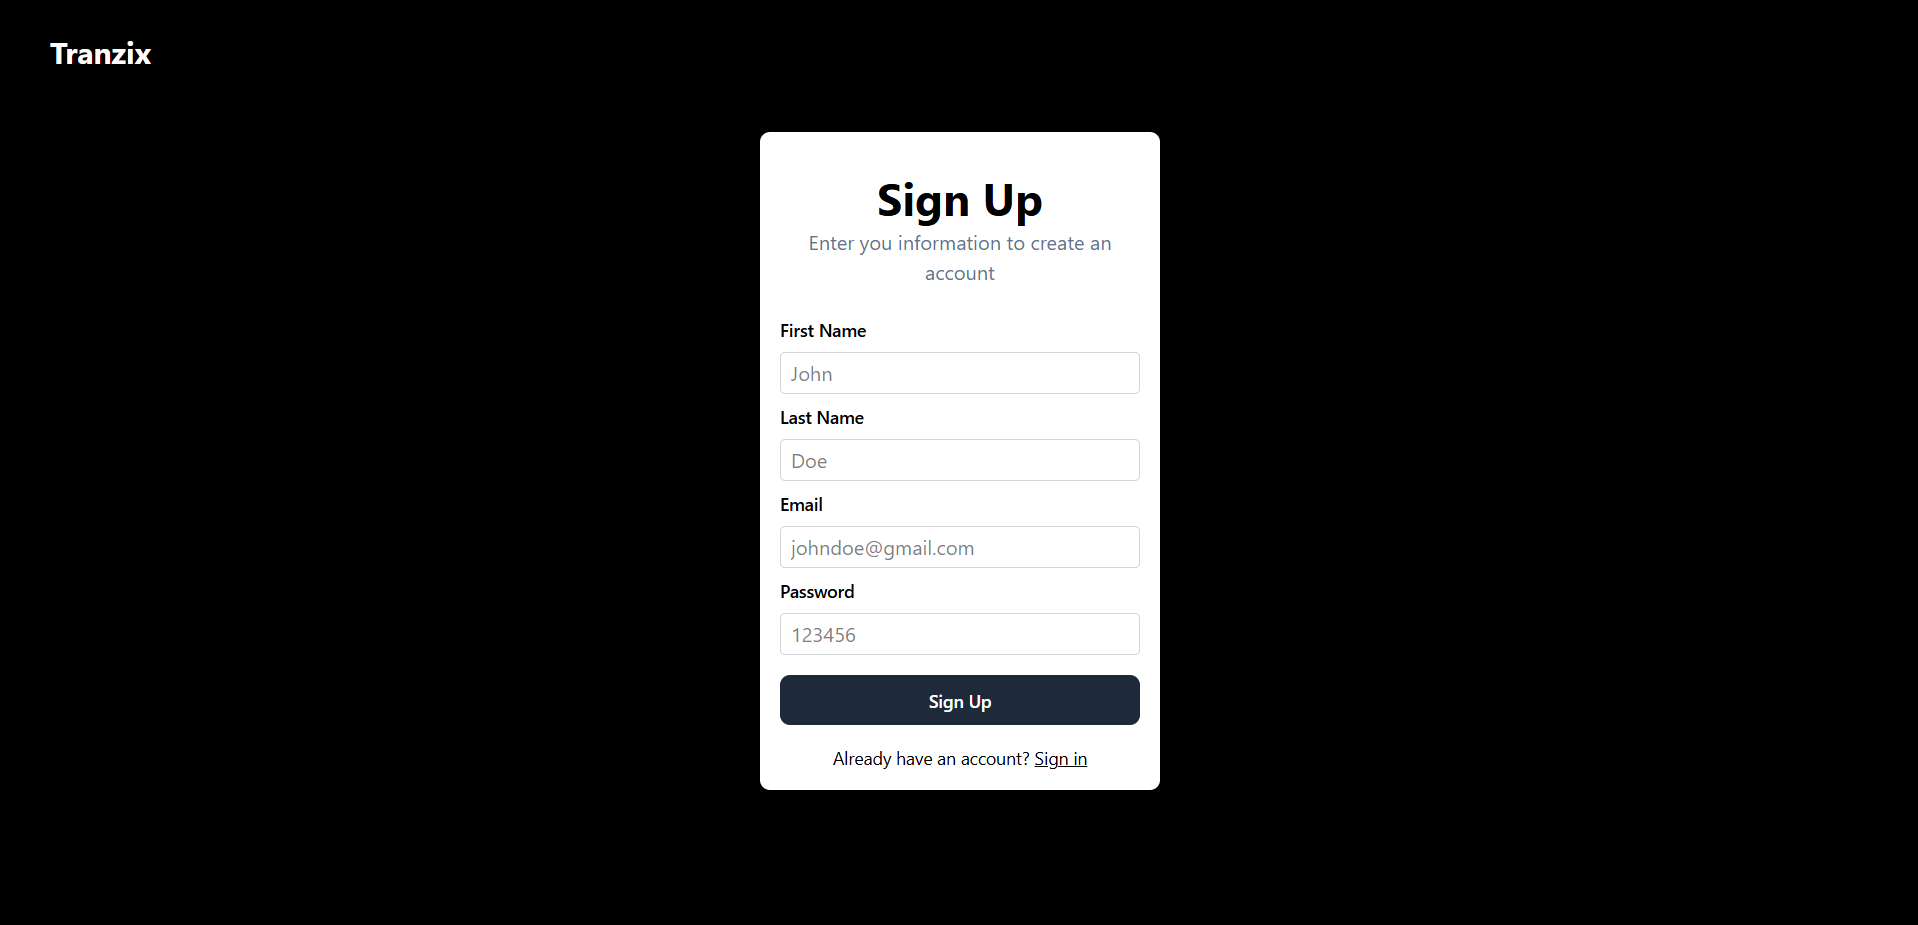 Tranzix
Sign Up
Enter you information to create an
account
First Name
John
Last Name
Doe
Email
johndoe@gmail.com
Password
123456
Sign Up
Already have an account? Sign in